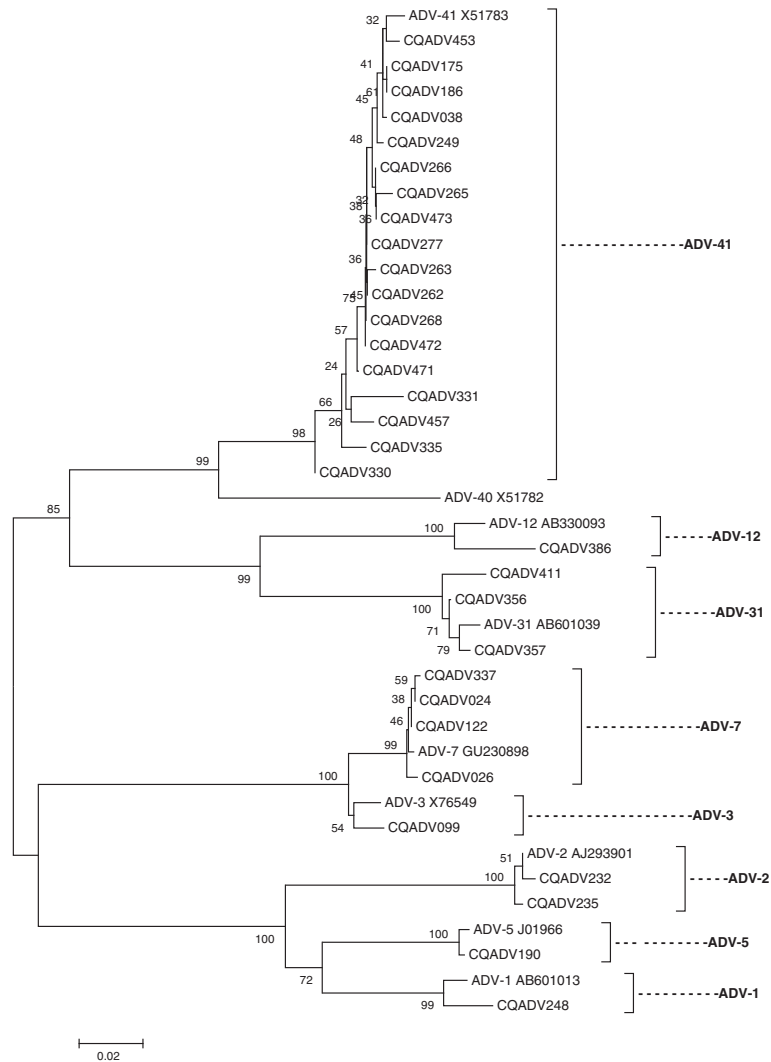 32
ADV-41 X51783
CQADV453
41
CQADV175
61
CQADV186
45
CQADV038
48
CQADV249
CQADV266
32
CQADV265
38
36
CQADV473
CQADV277
ADV-41
36
CQADV263
75
45
CQADV262
CQADV268
57
CQADV472
24
CQADV471
66
CQADV331
26
CQADV457
98
CQADV335
99
CQADV330
ADV-40 X51782
85
100
ADV-12 AB330093
ADV-12
CQADV386
99
CQADV411
100
CQADV356
ADV-31
71
ADV-31 AB601039
79
CQADV357
59
CQADV337
38
CQADV024
46
CQADV122
ADV-7
99
ADV-7 GU230898
100
CQADV026
ADV-3 X76549
ADV-3
54
CQADV099
51
ADV-2 AJ293901
100
CQADV232
ADV-2
CQADV235
100
100
ADV-5 J01966
ADV-5
CQADV190
72
ADV-1 AB601013
ADV-1
99
CQADV248
0.02